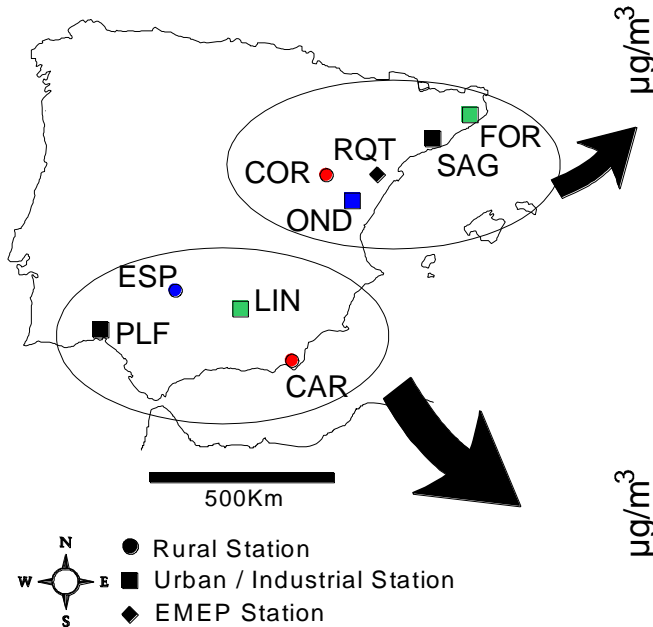 µg/m³
FOR
RQT
SAG
COR
OND
ESP
LIN
PLF
CAR
500Km
µg/m³
N
W E
S
Rural Station
Urban / Industrial Station
EMEP Station